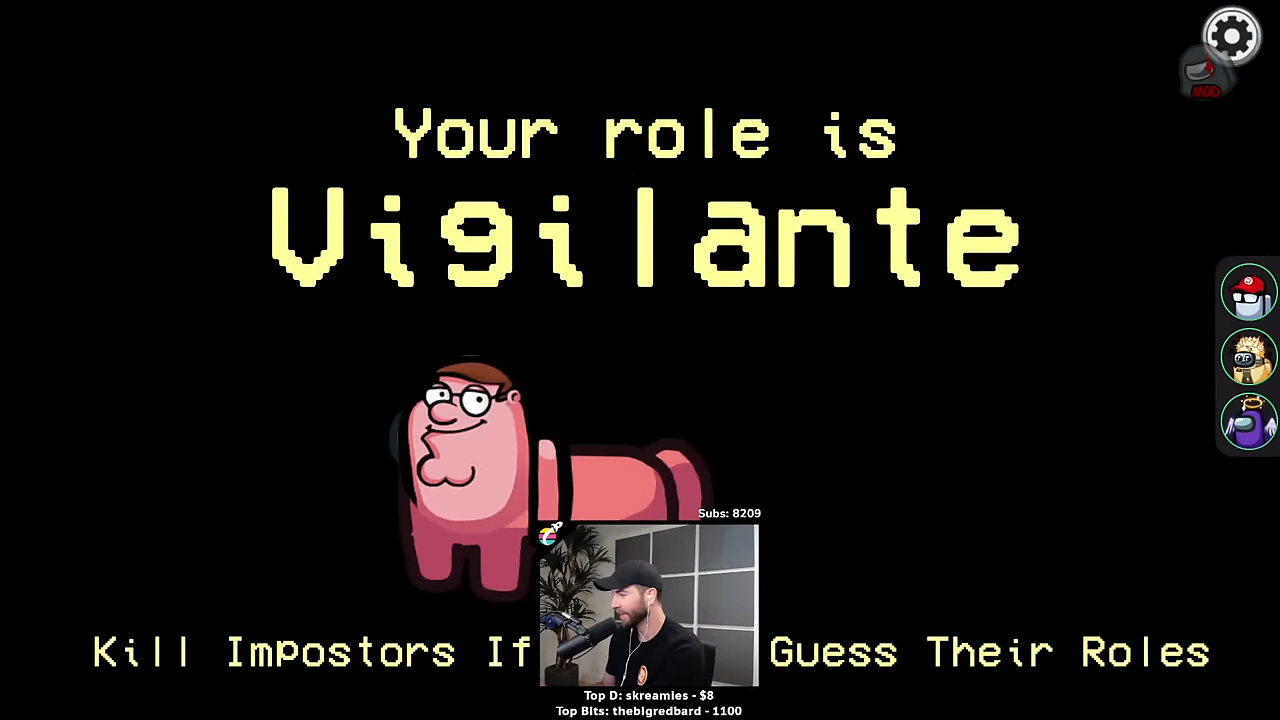 MOD
Your role is
Vigilante
Subs: 8209
Kill Impostors If Guess Their Roles
Top D: skreamies - $8
Top Bits: thebigredbard - 1100